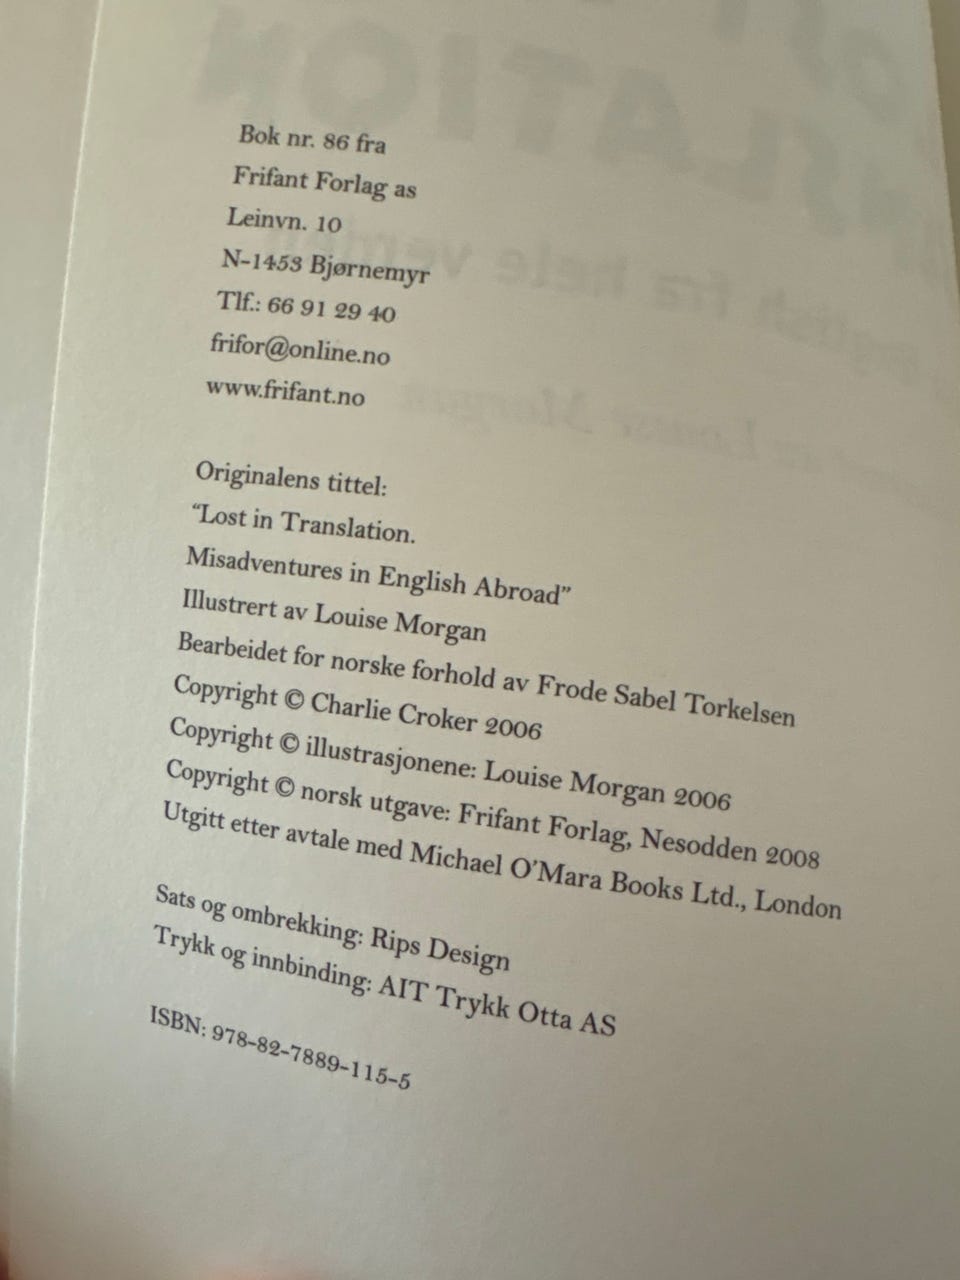 Bok nr. 86 fra
Frifant Forlag as
Leinvn. 10
N-1453 Bjørnemyr
Tlf.: 66 91 29 40
frifor@online.no
www.frifant.no
Originalens tittel:
“Lost in Translation.
Misadventures in English Abroad”
Illustrert av Louise Morgan
Bearbeidet for norske forhold av Frode Sabel Torkelsen
Copyright © Charlie Croker 2006
Copyright © illustrasjonene: Louise Morgan 2006
Copyright © norsk utgave: Frifant Forlag, Nesodden 2008
Utgitt etter avtale med Michael O’Mara Books Ltd., London
Sats og ombrekking: Rips Design
Trykk og innbinding: AIT Trykk Otta AS
ISBN: 978-82-7889-115-5